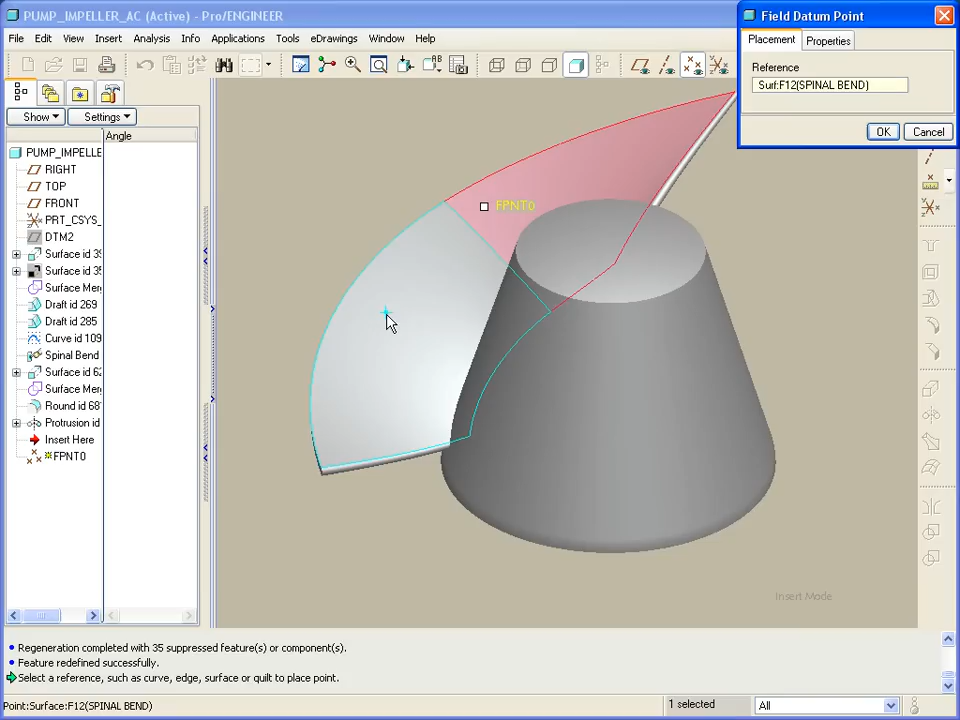 PUMP_IMPELLER_AC (Active) - Pro/ENGINEER
File Edit View Insert Analysis Info Applications Tools eDrawings Window Help
Field Datum Point
Placement Properties
Reference
Surf:F12(SPINAL BEND)
OK Cancel
Show Settings
Angle
PUMP_IMPELLE
RIGHT
TOP
FRONT
PRT_CSYS_
DTM2
Surface id 39
Surface id 35
Surface Mer
Draft id 269
Draft id 285
Curve id 109
Spinal Bend
Surface id 62
Surface Mer
Round id 68
Protrusion id
Insert Here
FPNT0
FPNT0
Insert Mode
Regeneration completed with 35 suppressed feature(s) or component(s).
Feature redefined successfully.
Select a reference, such as curve, edge, surface or quilt to place point.
Point:Surface:F12(SPINAL BEND)
1 selected
All